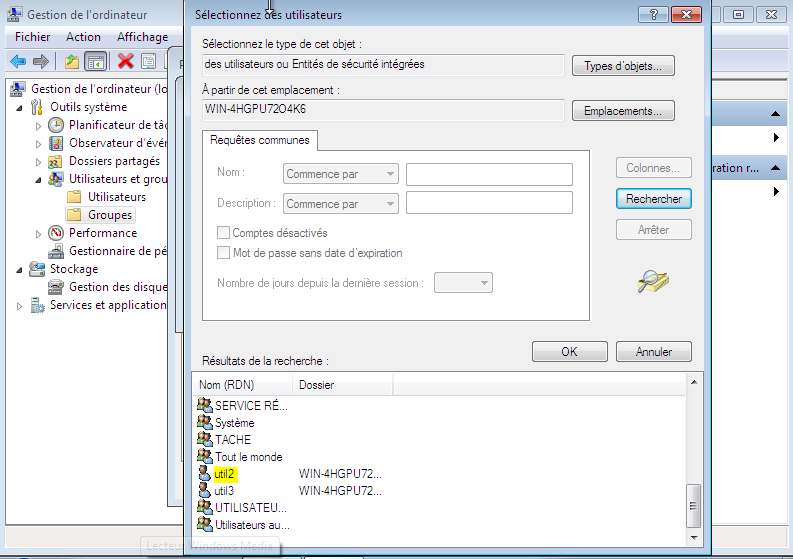 Gestion de l'ordinateur
Fichier Action Affichage
Gestion de l'ordinateur (lo
Outils système
Planificateur de tâc
Observateur d'évér
Dossiers partagés
Utilisateurs et grou
Utilisateurs
Groupes
Performance
Gestionnaire de pé
Stockage
Gestion des disque
Services et application
Sélectionnez des utilisateurs
Sélectionnez le type de cet objet :
des utilisateurs ou Entités de sécurité intégrées
Types d'objets...
À partir de cet emplacement :
WIN-4HGPU72O4K6
Emplacements...
Requêtes communes
Nom :
Commence par
Description :
Commence par
Comptes désactivés
Mot de passe sans date d'expiration
Nombre de jours depuis la dernière session :
Colonnes...
Rechercher
Arrêter
OK
Annuler
Résultats de la recherche :
Nom (RDN) Dossier
SERVICE RÉ...
Système
TACHE
Tout le monde
util2 WIN-4HGPU72...
util3 WIN-4HGPU72...
UTILISATEU...
Utilisateurs au...
ration r...
Lecteur Windows Media